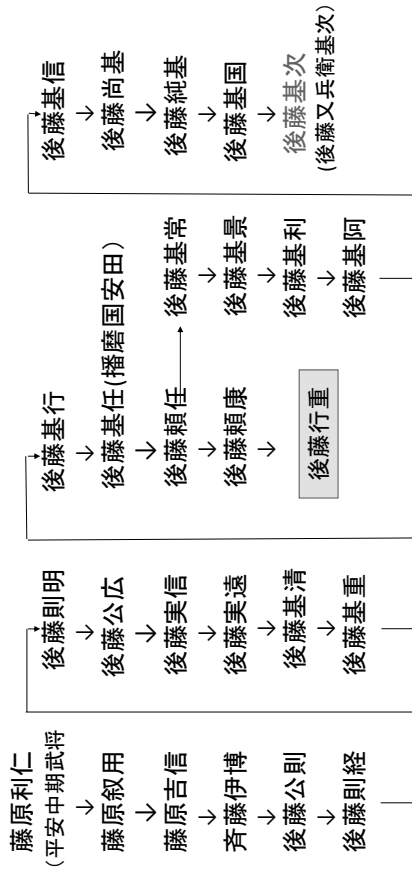 藤原利仁
(平安中期武将)
藤原叙用
藤原吉信
斉藤伊博
後藤公則
後藤則経
後藤則明
後藤公広
後藤実信
後藤実遠
後藤基清
後藤基重
後藤基行
後藤基任(播磨国安田)
後藤頼任
後藤頼康
後藤行重
後藤基常
後藤基景
後藤基利
後藤基阿
後藤基信
後藤尚基
後藤純基
後藤基国
後藤基次
(後藤又兵衛基次)